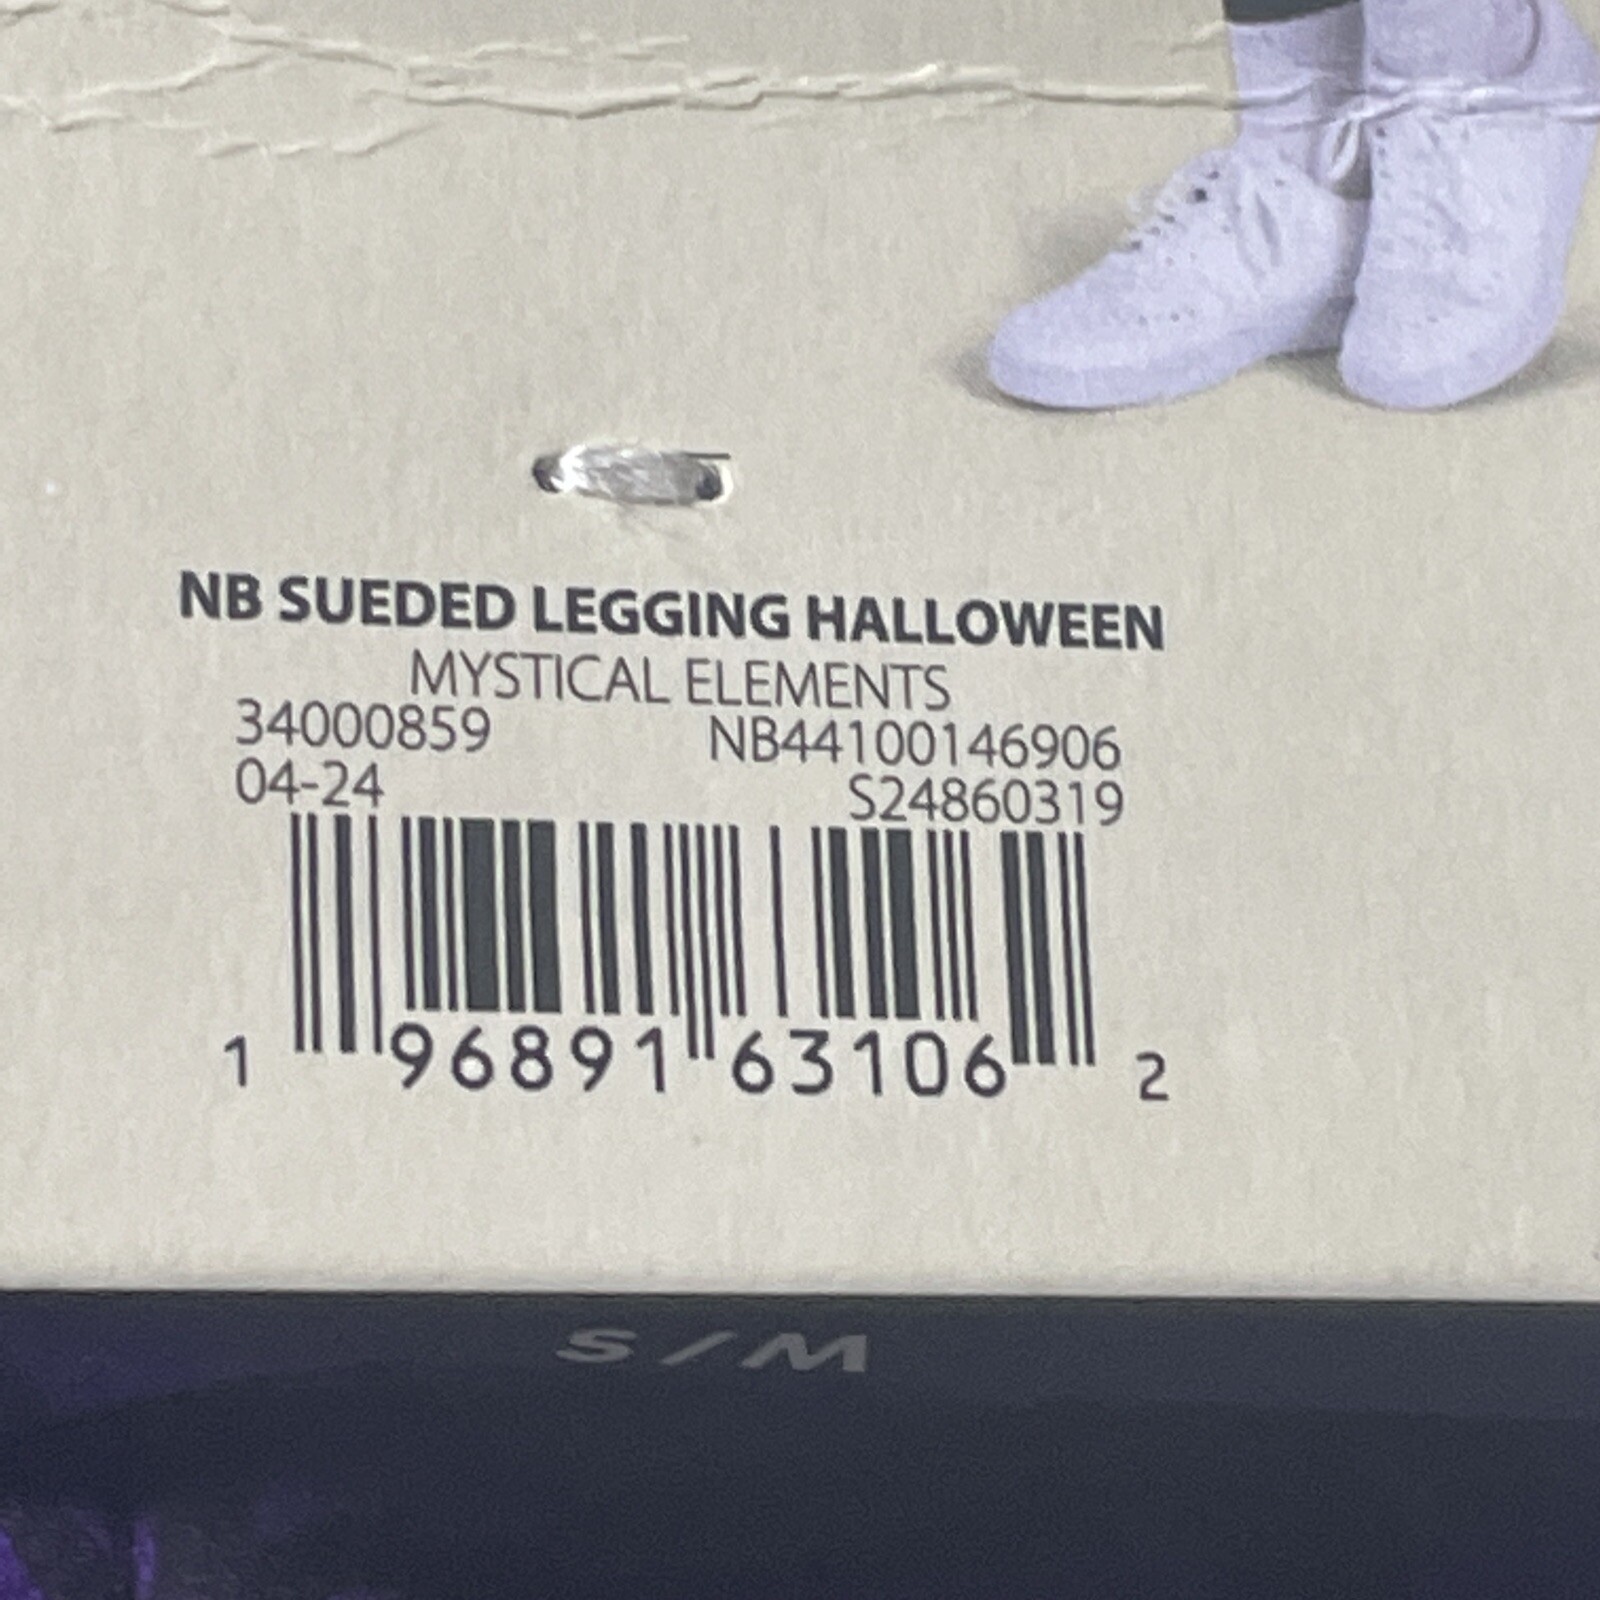 NB SUEDED LEGGING HALLOWEEN
MYSTICAL ELEMENTS
34000859 NB44100146906
04-24 S24860319
1 96891 63106 2
S/M